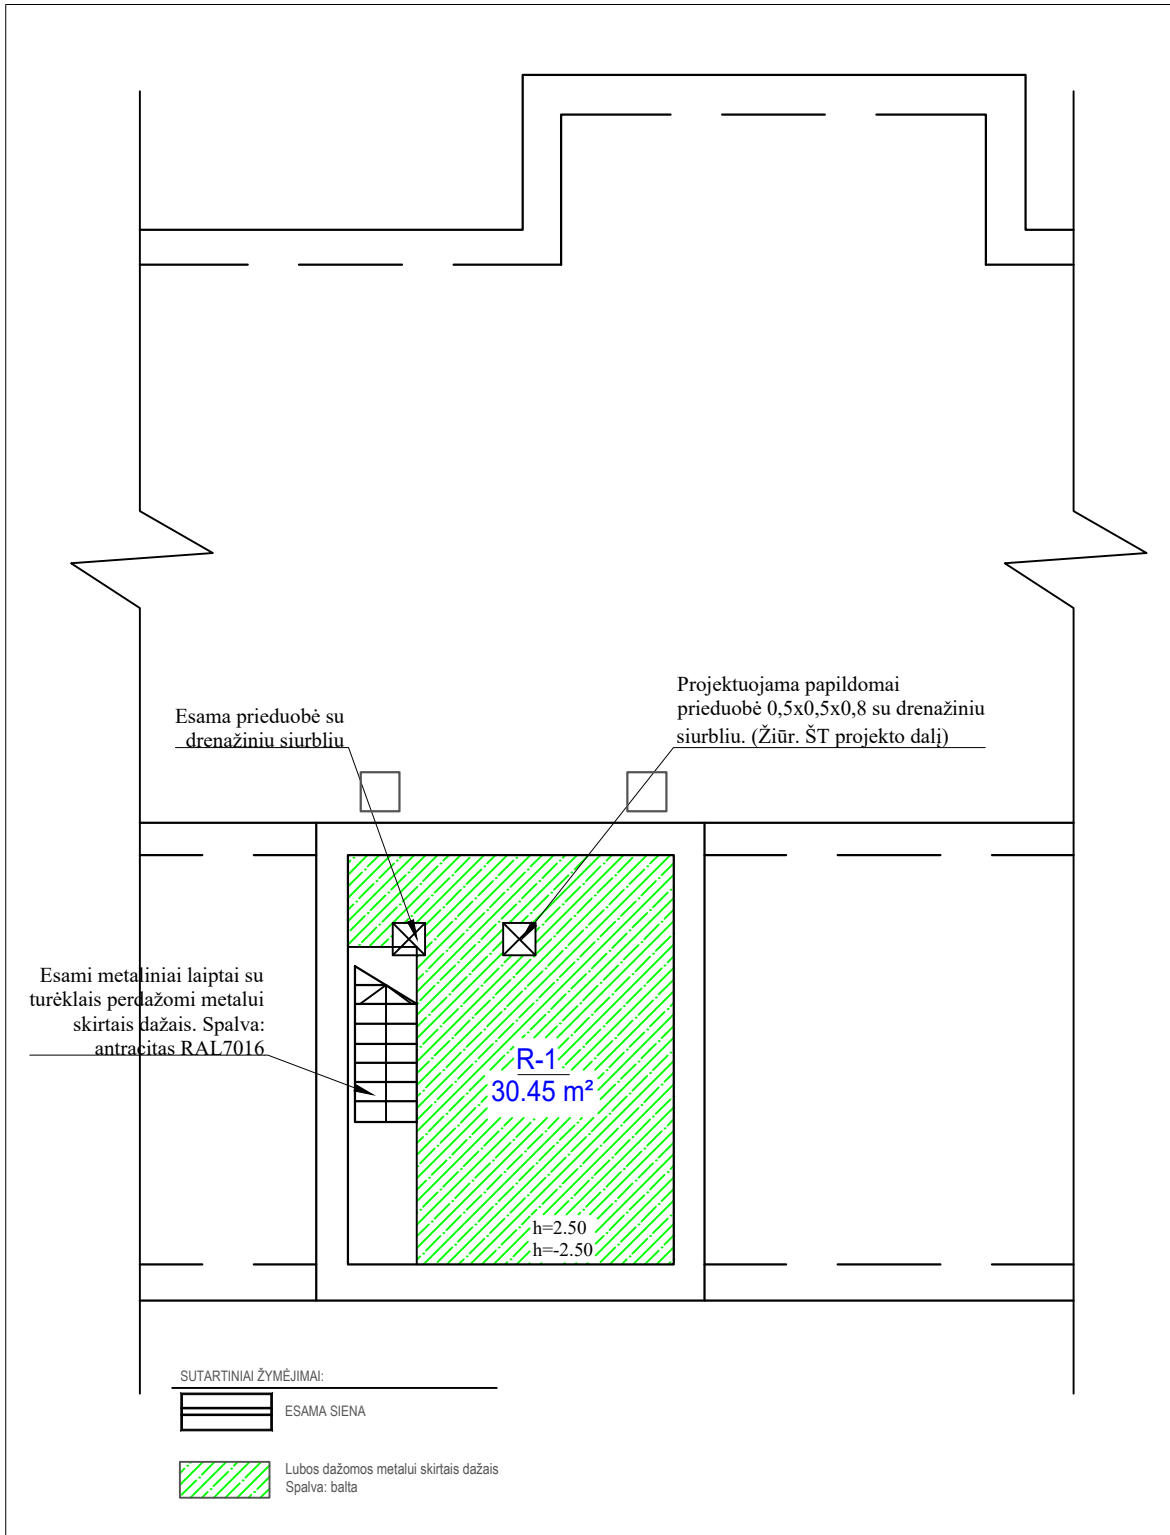 Projektuojama papildomai
prieduobė 0,5x0,5x0,8 su drenažiniu
siurbliu. (Žiūr. ŠT projekto dalį)
Esama prieduobė su
drenažiniu siurbliu
Esami metaliniai laiptai su
turėklais perdažomi metalui
skirtais dažais. Spalva:
antracitas RAL7016
R-1
30.45 m²
h=2.50
h=-2.50
SUTARTINIAI ŽYMĖJIMAI:
ESAMA SIENA
Lubos dažomos metalui skirtais dažais
Spalva: balta